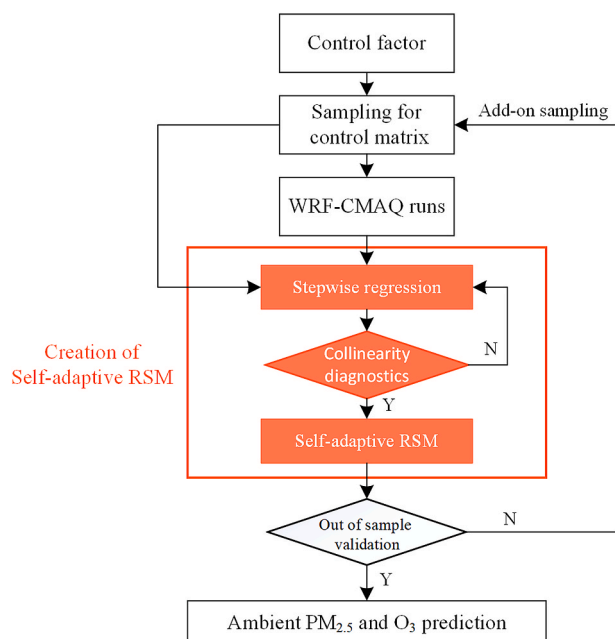 Control factor
Sampling for
control matrix
Add-on sampling
WRF-CMAQ runs
Stepwise regression
Creation of
Self-adaptive RSM
Collinearity
diagnostics
N
Y
Self-adaptive RSM
Out of sample
validation
N
Y
Ambient PM2.5 and O3 prediction